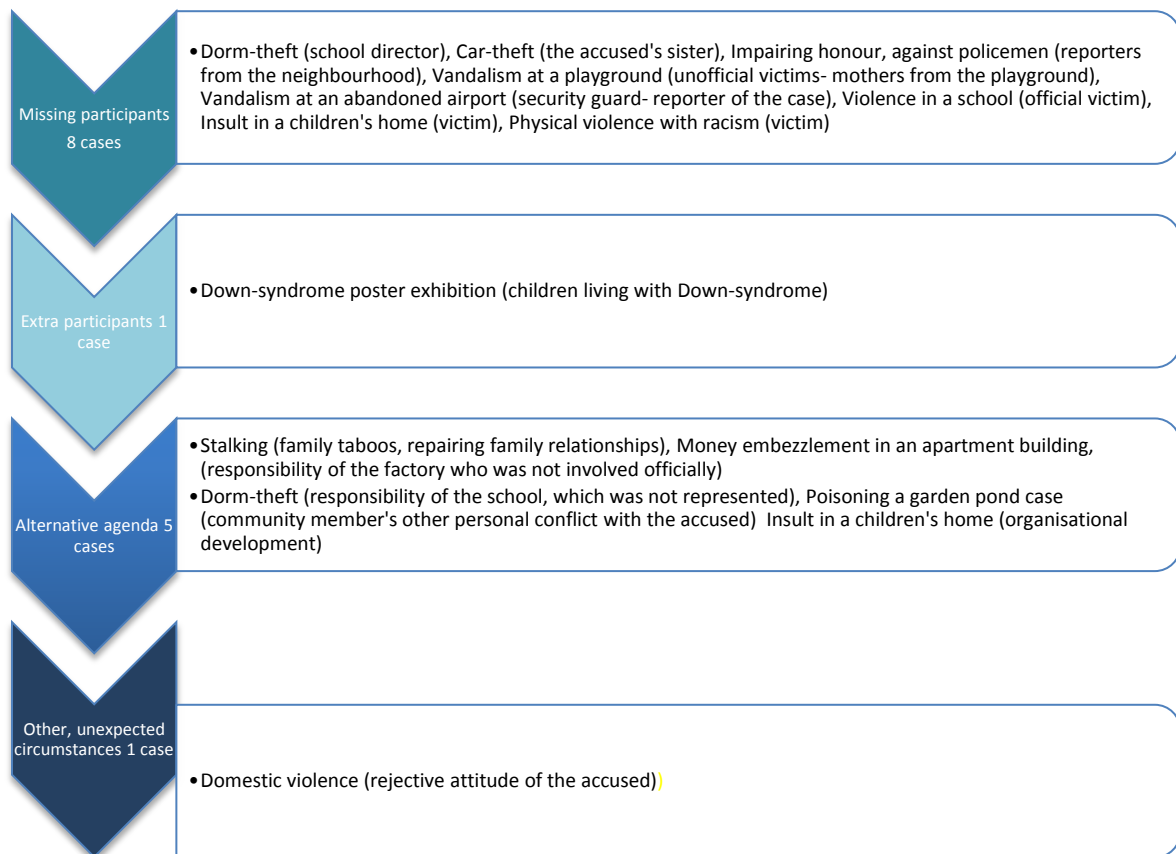 Missing participants
8 cases
•Dorm-theft (school director), Car-theft (the accused's sister), Impairing honour, against policemen (reporters
from the neighbourhood), Vandalism at a playground (unofficial victims- mothers from the playground),
Vandalism at an abandoned airport (security guard- reporter of the case), Violence in a school (official victim),
Insult in a children's home (victim), Physical violence with racism (victim)
Extra participants 1
case
•Down-syndrome poster exhibition (children living with Down-syndrome)
Alternative agenda 5
cases
•Stalking (family taboos, repairing family relationships), Money embezzlement in an apartment building,
(responsibility of the factory who was not involved officially)
•Dorm-theft (responsibility of the school, which was not represented), Poisoning a garden pond case
(community member's other personal conflict with the accused)  Insult in a children's home (organisational
development)
Other, unexpected
circumstances 1 case
•Domestic violence (rejective attitude of the accused))